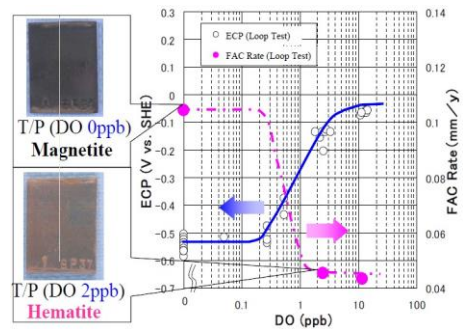 T/P (DO 0ppb)
Magnetite
T/P (DO 2ppb)
Hematite
ECP (V vs. SHE)
0.3
0.2
0.1
0
-0.1
-0.2
-0.3
-0.4
-0.5
-0.6
-0.7
ECP (Loop Test)
FAC Rate (Loop Test)
0
0.1
1
10
100
DO (ppb)
0.14
0.12
0.10
0.08
0.06
0.04
FAC Rate (mm/y)